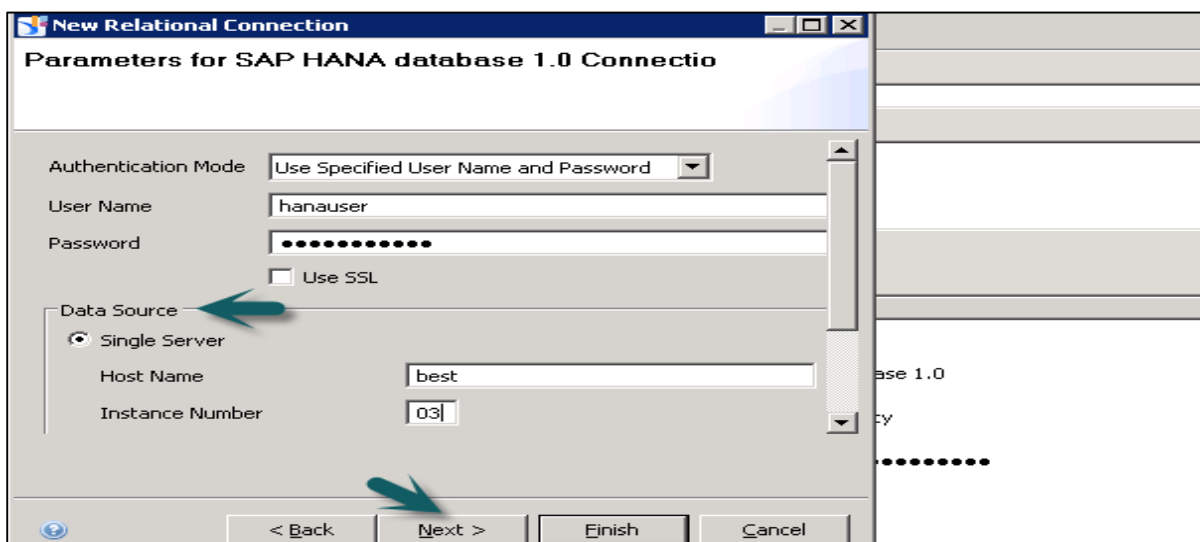 New Relational Connection
Parameters for SAP HANA database 1.0 Connectio
Authentication Mode Use Specified User Name and Password
User Name hanauser
Password ●●●●●●●●●●●
Use SSL
Data Source
Single Server
Host Name best
Instance Number 03
ase 1.0
cy
●●●●●●●●●
< Back Next > Finish Cancel